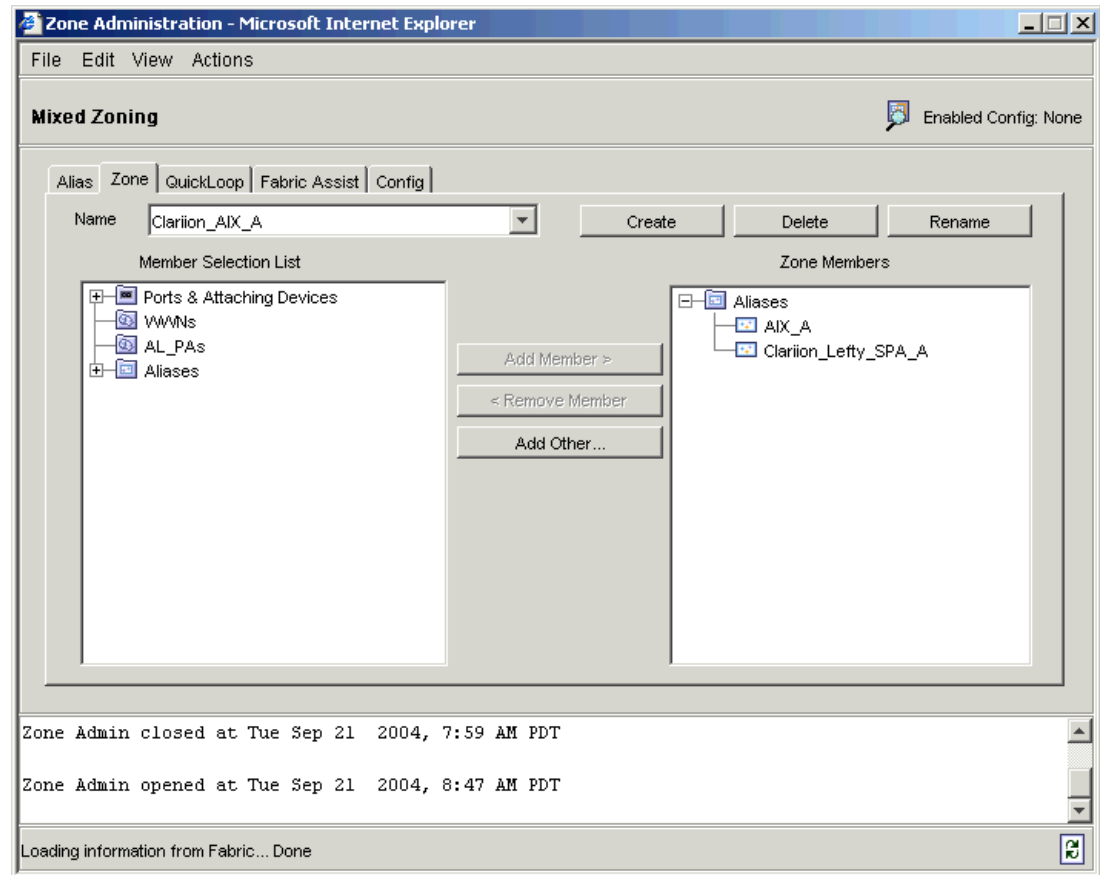 Zone Administration - Microsoft Internet Explorer
File Edit View Actions
Mixed Zoning
Enabled Config: None
Alias Zone QuickLoop Fabric Assist Config
Name Clariion_AIX_A Create Delete Rename
Member Selection List
Zone Members
Ports & Attaching Devices
WWNs
AL_PAs
Aliases
Add Member >
< Remove Member
Add Other...
Aliases
AIX_A
Clariion_Lefty_SPA_A
Zone Admin closed at Tue Sep 21 2004, 7:59 AM PDT
Zone Admin opened at Tue Sep 21 2004, 8:47 AM PDT
Loading information from Fabric... Done